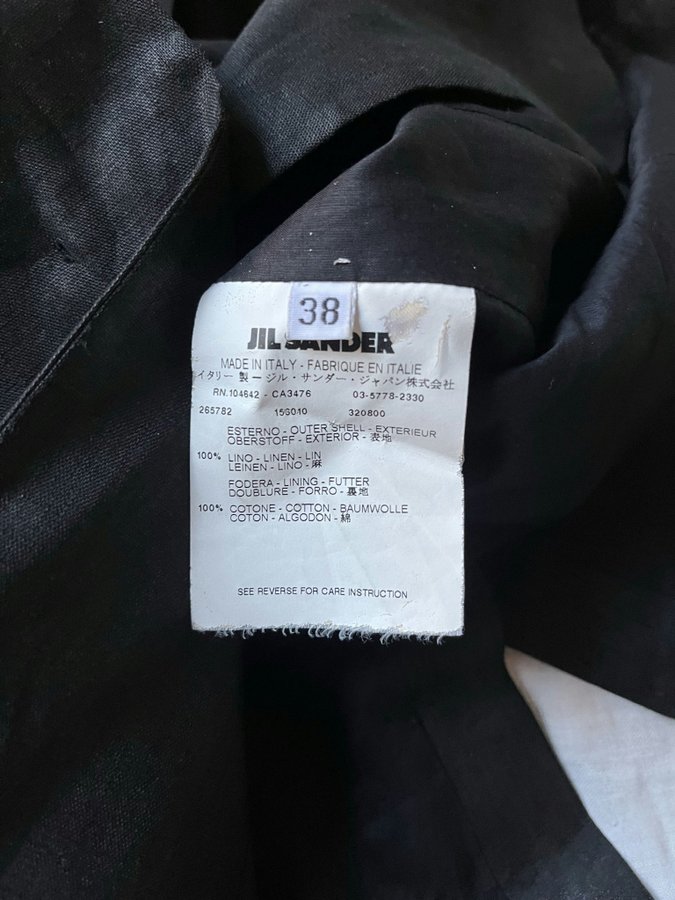 38
JIL SANDER
MADE IN ITALY - FABRIQUE EN ITALIE
イタリー 製 ー ジル・サンダー・ジャパン株式会社
RN.104642 - CA3476 03-5778-2330
265782 156010 320800
ESTERNO - OUTER SHELL - EXTERIEUR
OBERSTOFF - EXTERIOR - 表地
100% LINO - LINEN - LIN
LEINEN - LINO - 麻
FODERA - LINING - FUTTER
DOUBLURE - FORRO - 裏地
100% COTONE - COTTON - BAUMWOLLE
COTON - ALGODON - 綿
SEE REVERSE FOR CARE INSTRUCTION